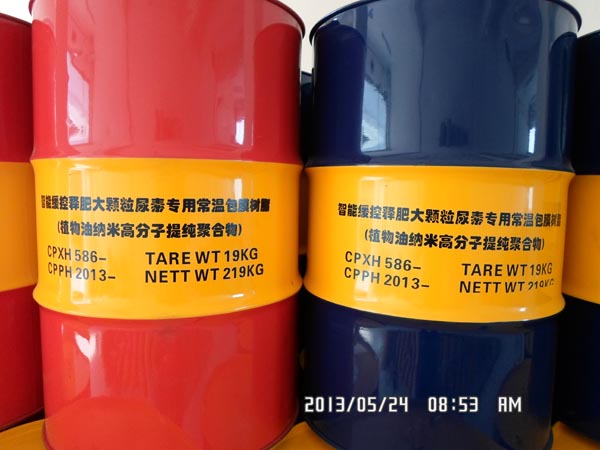 智能缓控释肥大颗粒尿素专用常温包膜树脂
(植物油纳米高分子提纯聚合物)
CPXH 586- TARE WT 19KG
CPPH 2013- NETT WT 219KG
智能缓控释肥大颗粒尿素专用常温包膜树脂
(植物油纳米高分子提纯聚合物)
CPXH 586- TARE WT 19KG
CPPH 2013- NETT WT 219KG
2013/05/24 08:53 AM